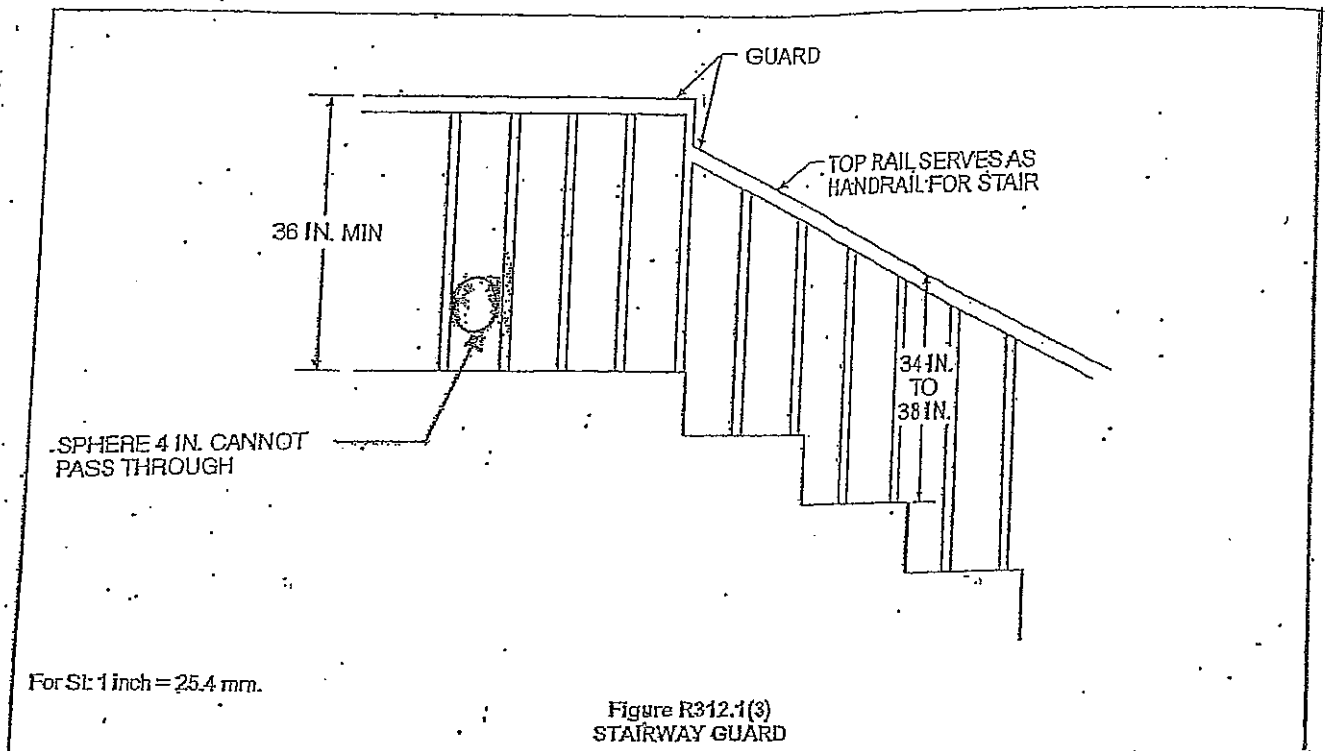 GUARD
TOP RAIL SERVES AS
HANDRAIL FOR STAIR
36 IN. MIN
34 IN.
TO
38 IN.
SPHERE 4 IN. CANNOT
PASS THROUGH
For SI: 1 inch = 25.4 mm.
Figure R312.1(3)
STAIRWAY GUARD